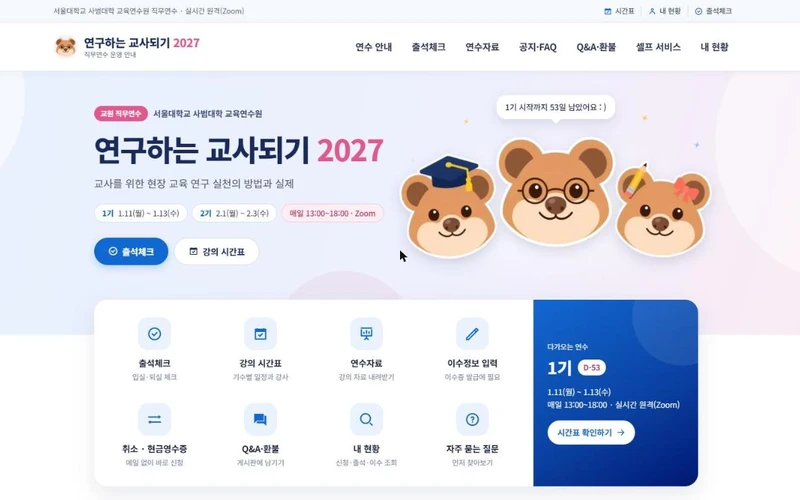 서울대학교 사범대학 교육연수원 직무연수 · 실시간 원격(Zoom)
시간표
내 현황
출석체크
연구하는 교사되기 2027
직무연수 운영 안내
연수 안내
출석체크
연수자료
공지·FAQ
Q&A·환불
셀프 서비스
내 현황
교원 직무연수 서울대학교 사범대학 교육연수원
1기 시작까지 53일 남았어요 : )
연구하는 교사되기 2027
교사를 위한 현장 교육 연구 실천의 방법과 실제
1기 1.11(월) ~ 1.13(수)
2기 2.1(월) ~ 2.3(수)
매일 13:00~18:00 · Zoom
출석체크
강의 시간표
출석체크
입실·퇴실 체크
강의 시간표
기수별 일정과 강사
연수자료
강의 자료 내려받기
이수정보 입력
이수증 발급에 필요
취소 · 현금영수증
메일 없이 바로 신청
Q&A·환불
게시판에 남기기
내 현황
신청·출석·이수 조회
자주 묻는 질문
먼저 찾아보기
다가오는 연수
1기 D-53
1.11(월) ~ 1.13(수)
매일 13:00~18:00 · 실시간 원격(Zoom)
시간표 확인하기 →